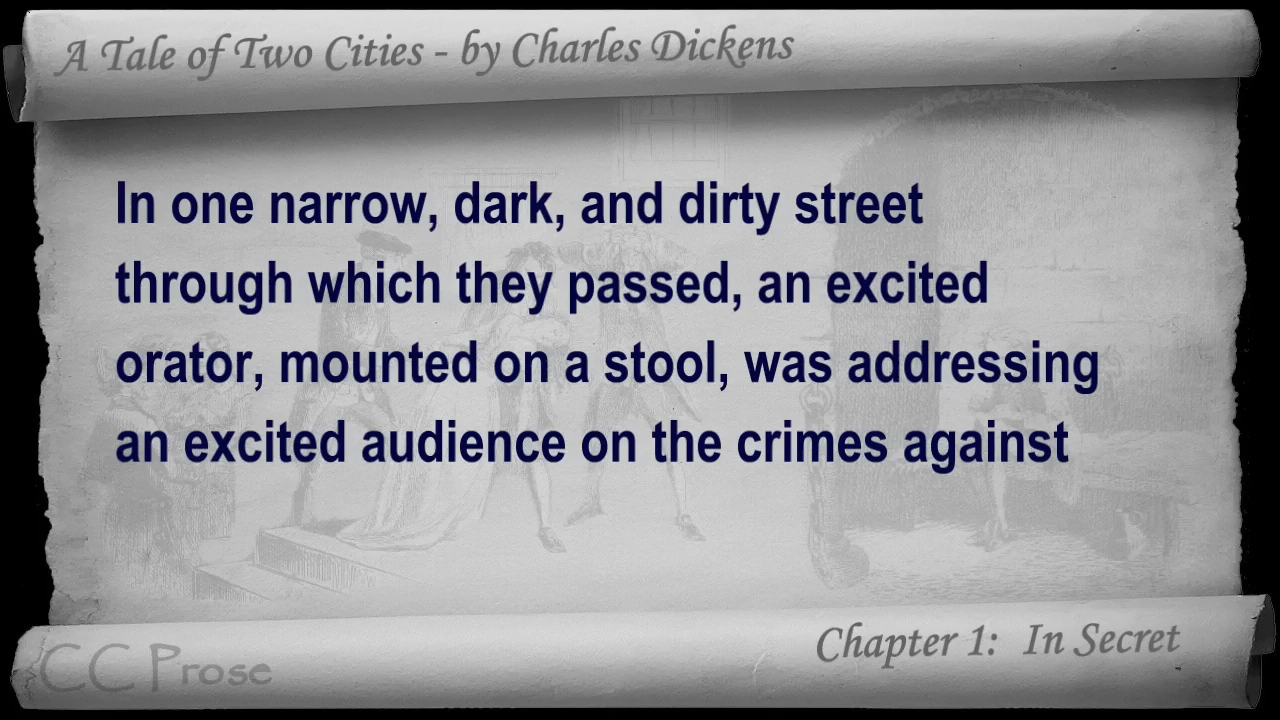 A Tale of Two Cities - by Charles Dickens
In one narrow, dark, and dirty street
through which they passed, an excited
orator, mounted on a stool, was addressing
an excited audience on the crimes against
Chapter 1: In Secret
CC Prose